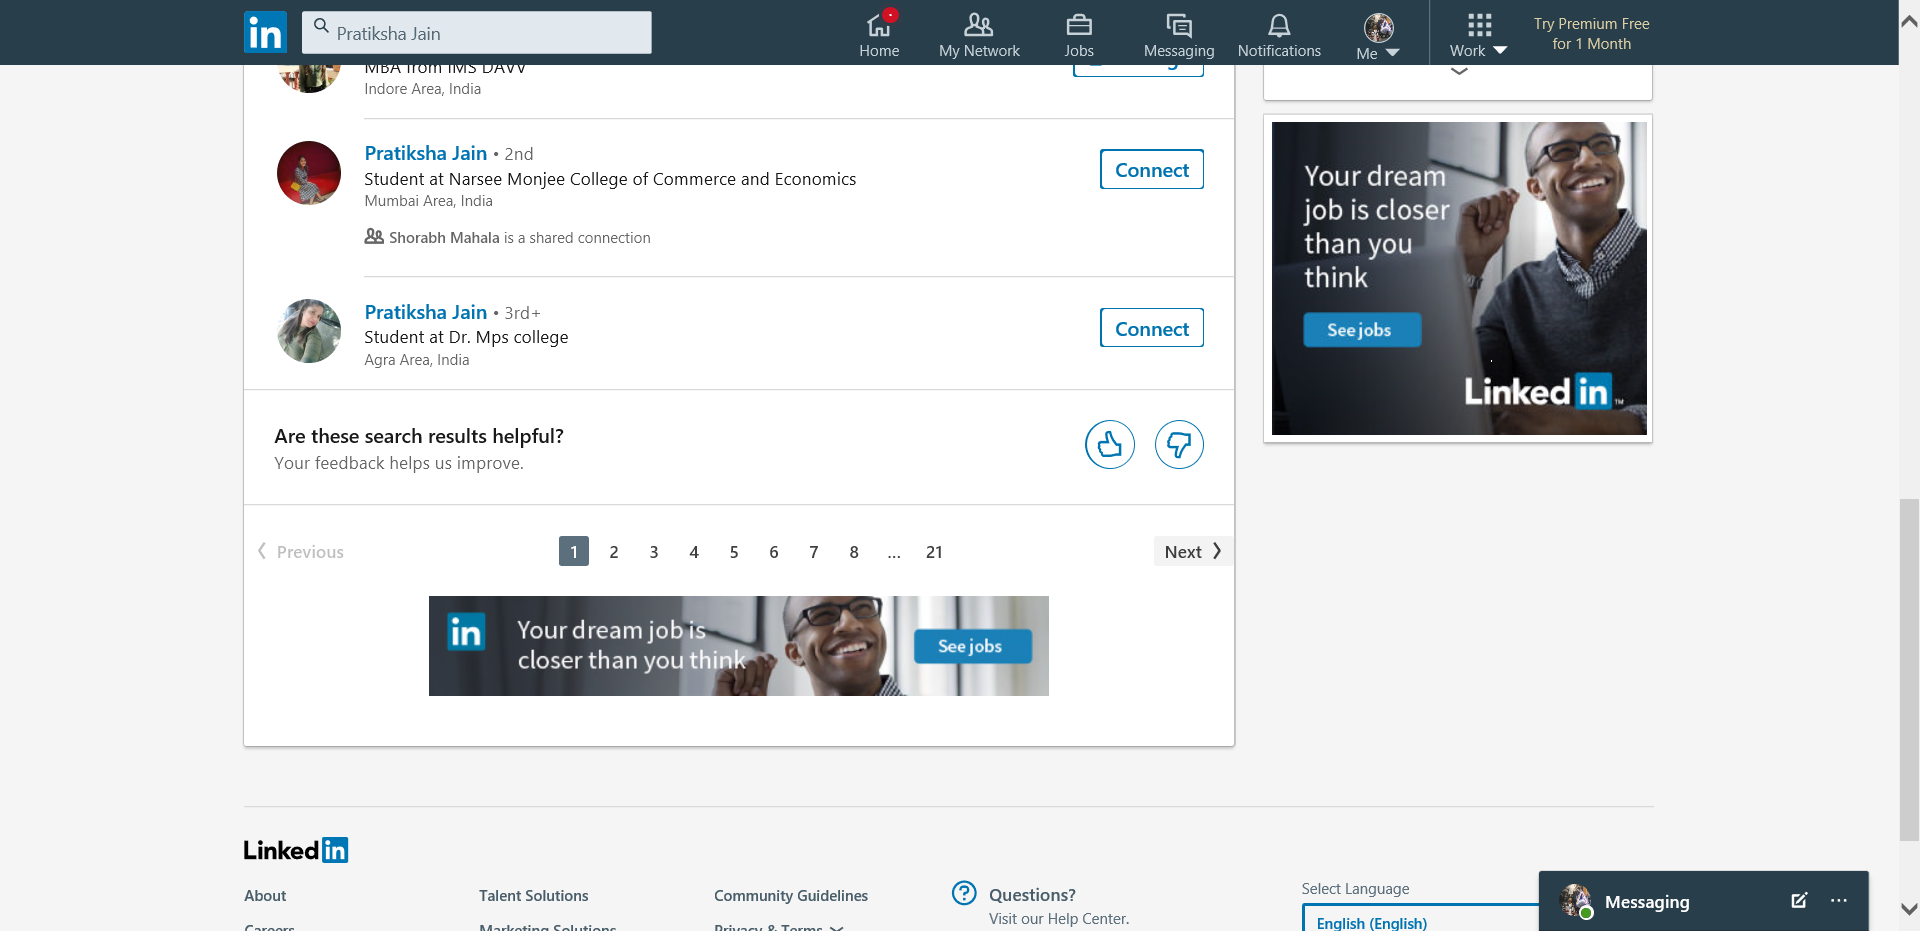 in
Pratiksha Jain
Home
My Network
Jobs
Messaging
Notifications
Me
Work
Try Premium Free
for 1 Month
MBA from IMS DAVV
Indore Area, India
Pratiksha Jain • 2nd
Student at Narsee Monjee College of Commerce and Economics
Mumbai Area, India
Shorabh Mahala is a shared connection
Connect
Pratiksha Jain • 3rd+
Student at Dr. Mps college
Agra Area, India
Connect
Your dream
job is closer
than you
think
See jobs
Linked in TM
Are these search results helpful?
Your feedback helps us improve.
Previous
1 2 3 4 5 6 7 8 ... 21
Next
in
Your dream job is
closer than you think
See jobs
Linked in
About
Talent Solutions
Community Guidelines
Questions?
Visit our Help Center.
Select Language
English (English)
Careers
Marketing Solutions
Privacy & Terms
Messaging